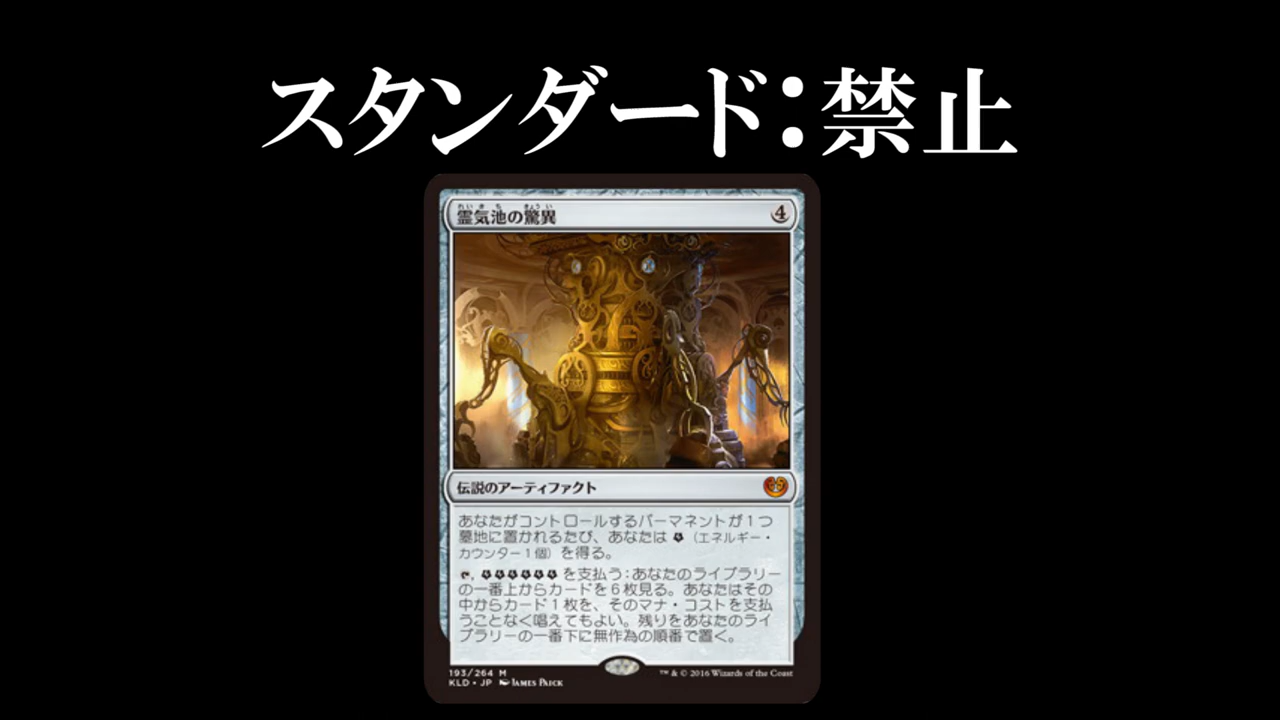 スタンダード：禁止
霊気池の驚異 4
れいきち きょうい
伝説のアーティファクト
あなたがコントロールするパーマネントが１つ
墓地に置かれるたび、あなたは （エネルギー・
カウンター１個）を得る。
, を支払う：あなたのライブラリー
の一番上からカードを６枚見る。あなたはその
中からカード１枚を、そのマナ・コストを支払
うことなく唱えてもよい。残りをあなたのライ
ブラリーの一番下に無作為の順番で置く。
193/264 M
KLD • JP James Paick
™ & © 2016 Wizards of the Coast